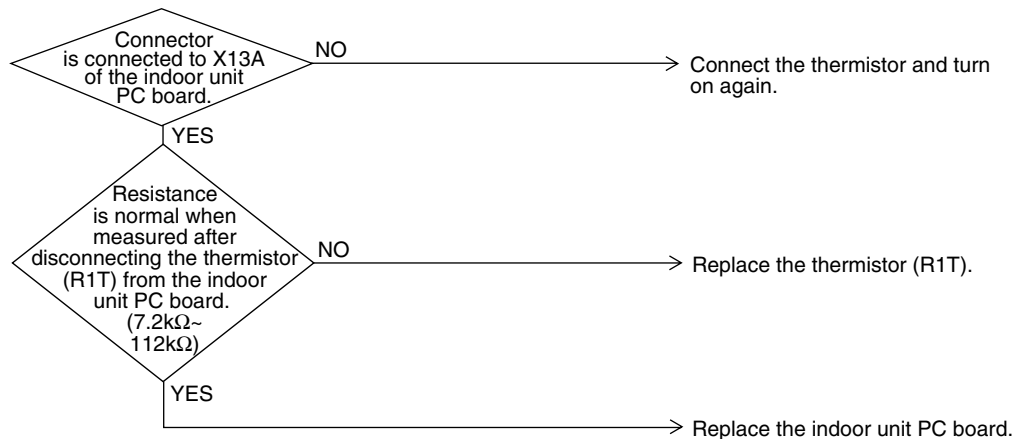 Connector
is connected to X13A
of the indoor unit
PC board.
NO
Connect the thermistor and turn
on again.
YES
Resistance
is normal when
measured after
disconnecting the thermistor
(R1T) from the indoor
unit PC board.
(7.2kΩ~
112kΩ)
NO
Replace the thermistor (R1T).
YES
Replace the indoor unit PC board.